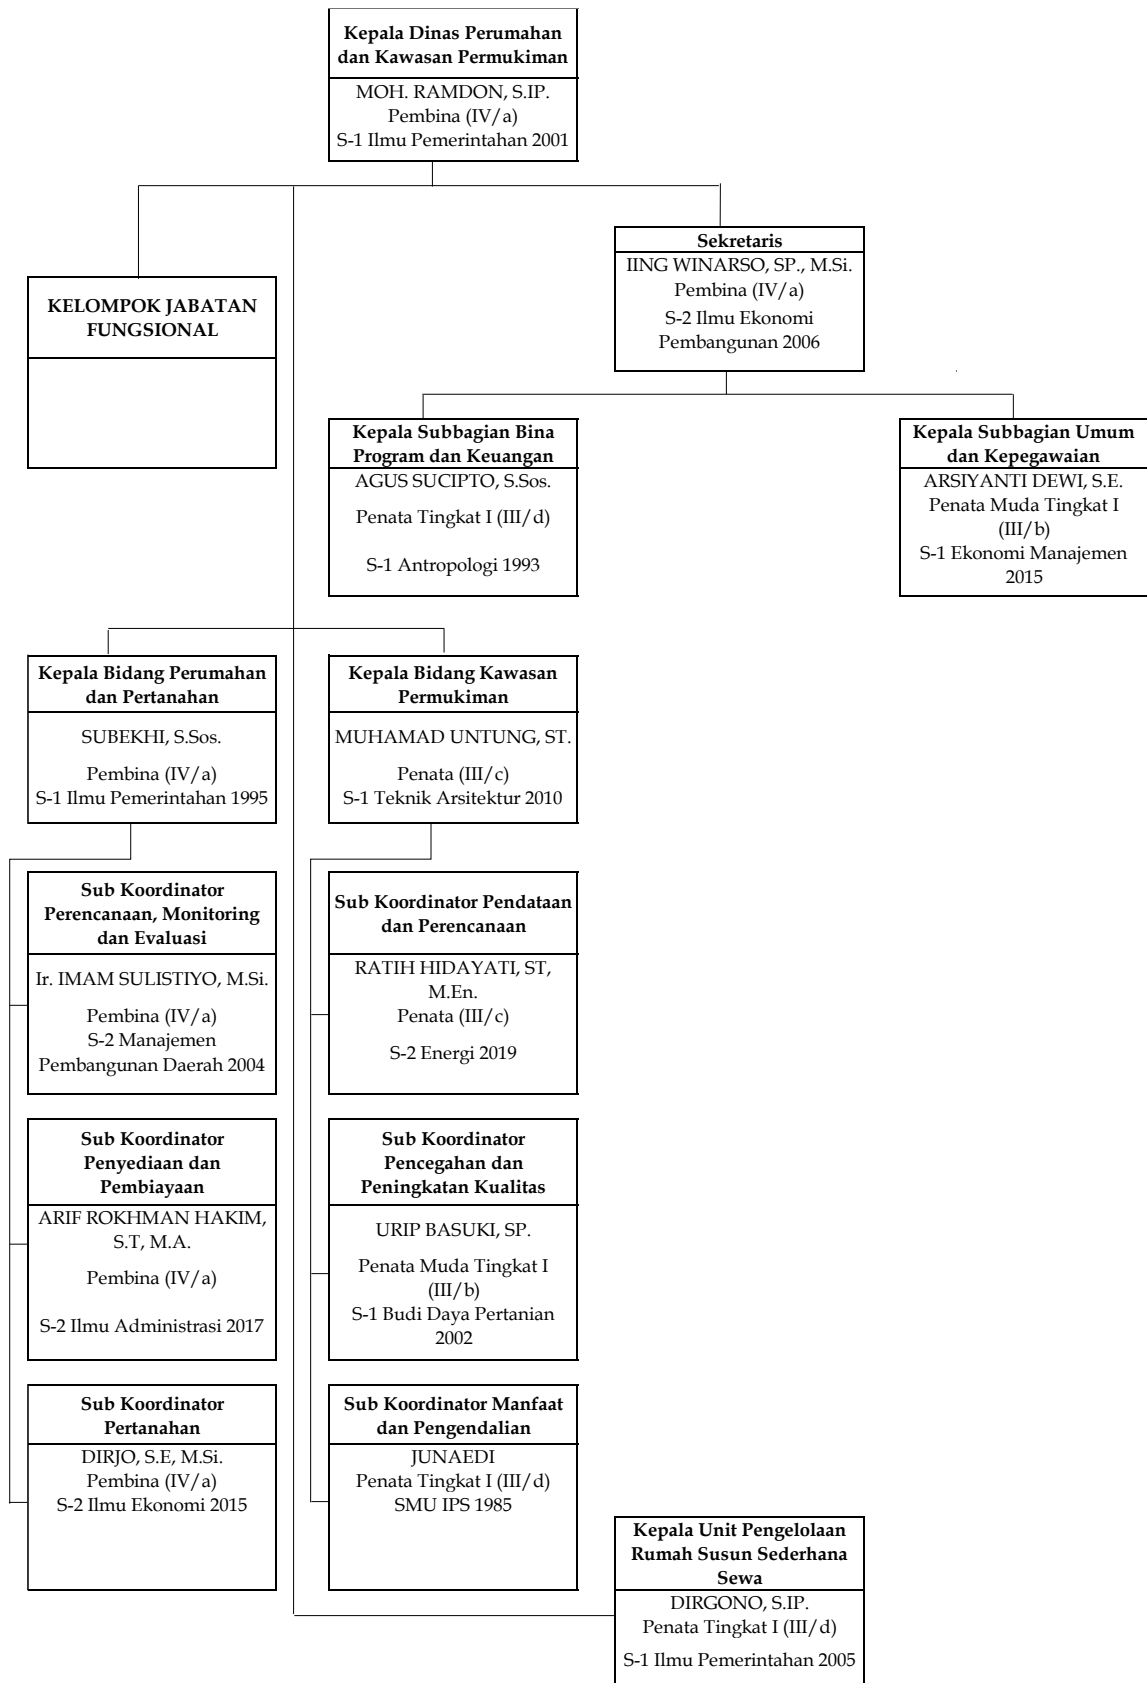 Kepala Dinas Perumahan
dan Kawasan Permukiman
MOH. RAMDON, S.IP.
Pembina (IV/a)
S-1 Ilmu Pemerintahan 2001
Sekretaris
IING WINARSO, SP., M.Si.
Pembina (IV/a)
S-2 Ilmu Ekonomi
Pembangunan 2006
KELOMPOK JABATAN
FUNGSIONAL
Kepala Subbagian Bina
Program dan Keuangan
AGUS SUCIPTO, S.Sos.
Penata Tingkat I (III/d)
S-1 Antropologi 1993
Kepala Subbagian Umum
dan Kepegawaian
ARSIYANTI DEWI, S.E.
Penata Muda Tingkat I
(III/b)
S-1 Ekonomi Manajemen
2015
Kepala Bidang Perumahan
dan Pertanahan
SUBEKHI, S.Sos.
Pembina (IV/a)
S-1 Ilmu Pemerintahan 1995
Kepala Bidang Kawasan
Permukiman
MUHAMAD UNTUNG, ST.
Penata (III/c)
S-1 Teknik Arsitektur 2010
Sub Koordinator
Perencanaan, Monitoring
dan Evaluasi
Ir. IMAM SULISTIYO, M.Si.
Pembina (IV/a)
S-2 Manajemen
Pembangunan Daerah 2004
Sub Koordinator Pendataan
dan Perencanaan
RATIH HIDAYATI, ST,
M.En.
Penata (III/c)
S-2 Energi 2019
Sub Koordinator
Penyediaan dan
Pembiayaan
ARIF ROKHMAN HAKIM,
S.T, M.A.
Pembina (IV/a)
S-2 Ilmu Administrasi 2017
Sub Koordinator
Pencegahan dan
Peningkatan Kualitas
URIP BASUKI, SP.
Penata Muda Tingkat I
(III/b)
S-1 Budi Daya Pertanian
2002
Sub Koordinator
Pertanahan
DIRJO, S.E, M.Si.
Pembina (IV/a)
S-2 Ilmu Ekonomi 2015
Sub Koordinator Manfaat
dan Pengendalian
JUNAEDI
Penata Tingkat I (III/d)
SMU IPS 1985
Kepala Unit Pengelolaan
Rumah Susun Sederhana
Sewa
DIRGONO, S.IP.
Penata Tingkat I (III/d)
S-1 Ilmu Pemerintahan 2005